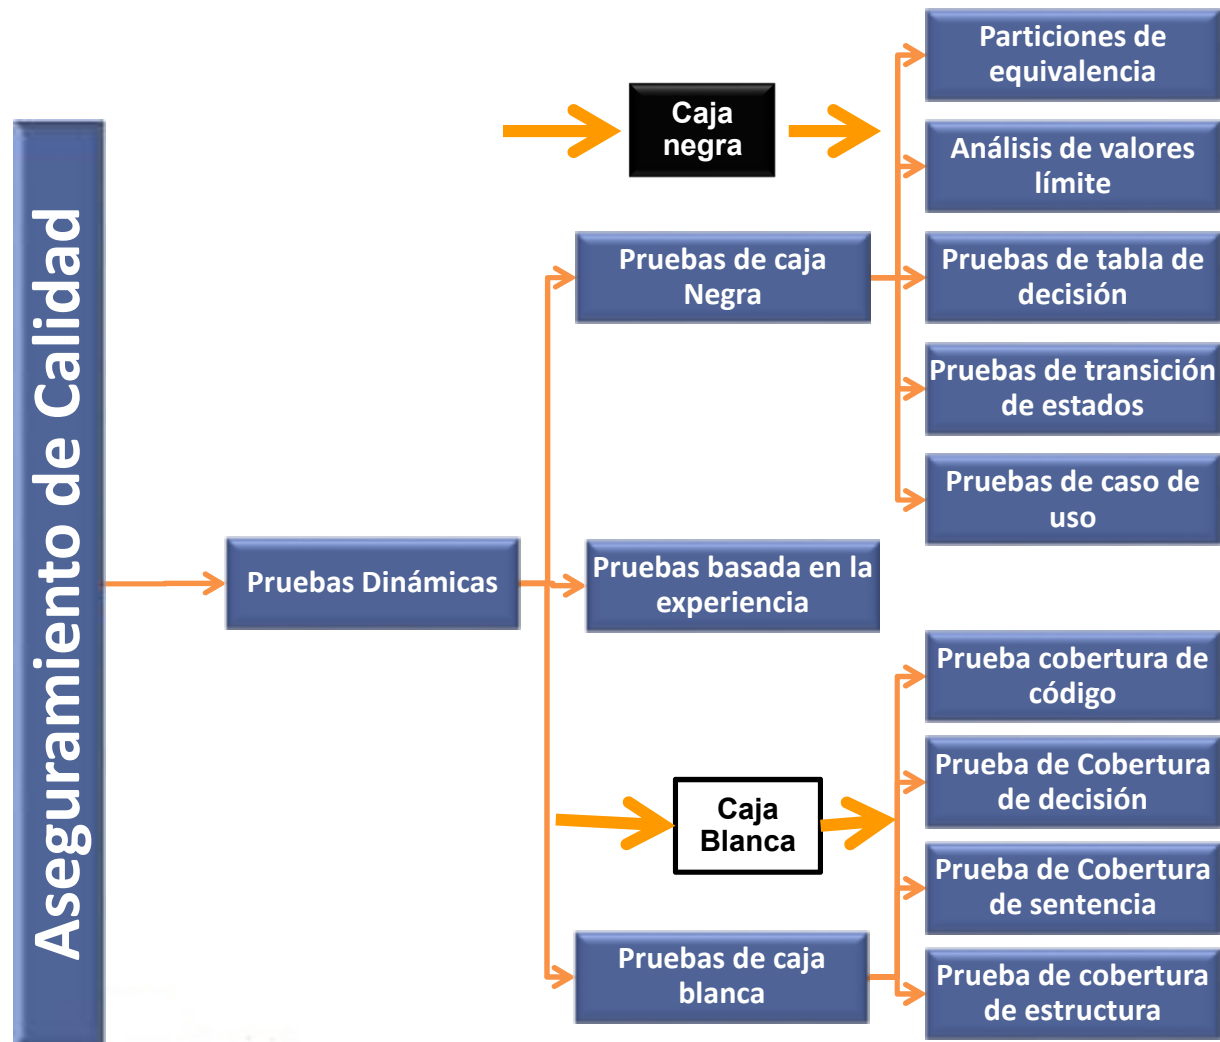 Aseguramiento de Calidad
Pruebas Dinámicas
Caja
negra
Pruebas de caja
Negra
Particiones de
equivalencia
Análisis de valores
límite
Pruebas de tabla de
decisión
Pruebas de transición
de estados
Pruebas de caso de
uso
Pruebas basada en la
experiencia
Caja
Blanca
Pruebas de caja
blanca
Prueba cobertura de
código
Prueba de Cobertura
de decisión
Prueba de Cobertura
de sentencia
Prueba de cobertura
de estructura